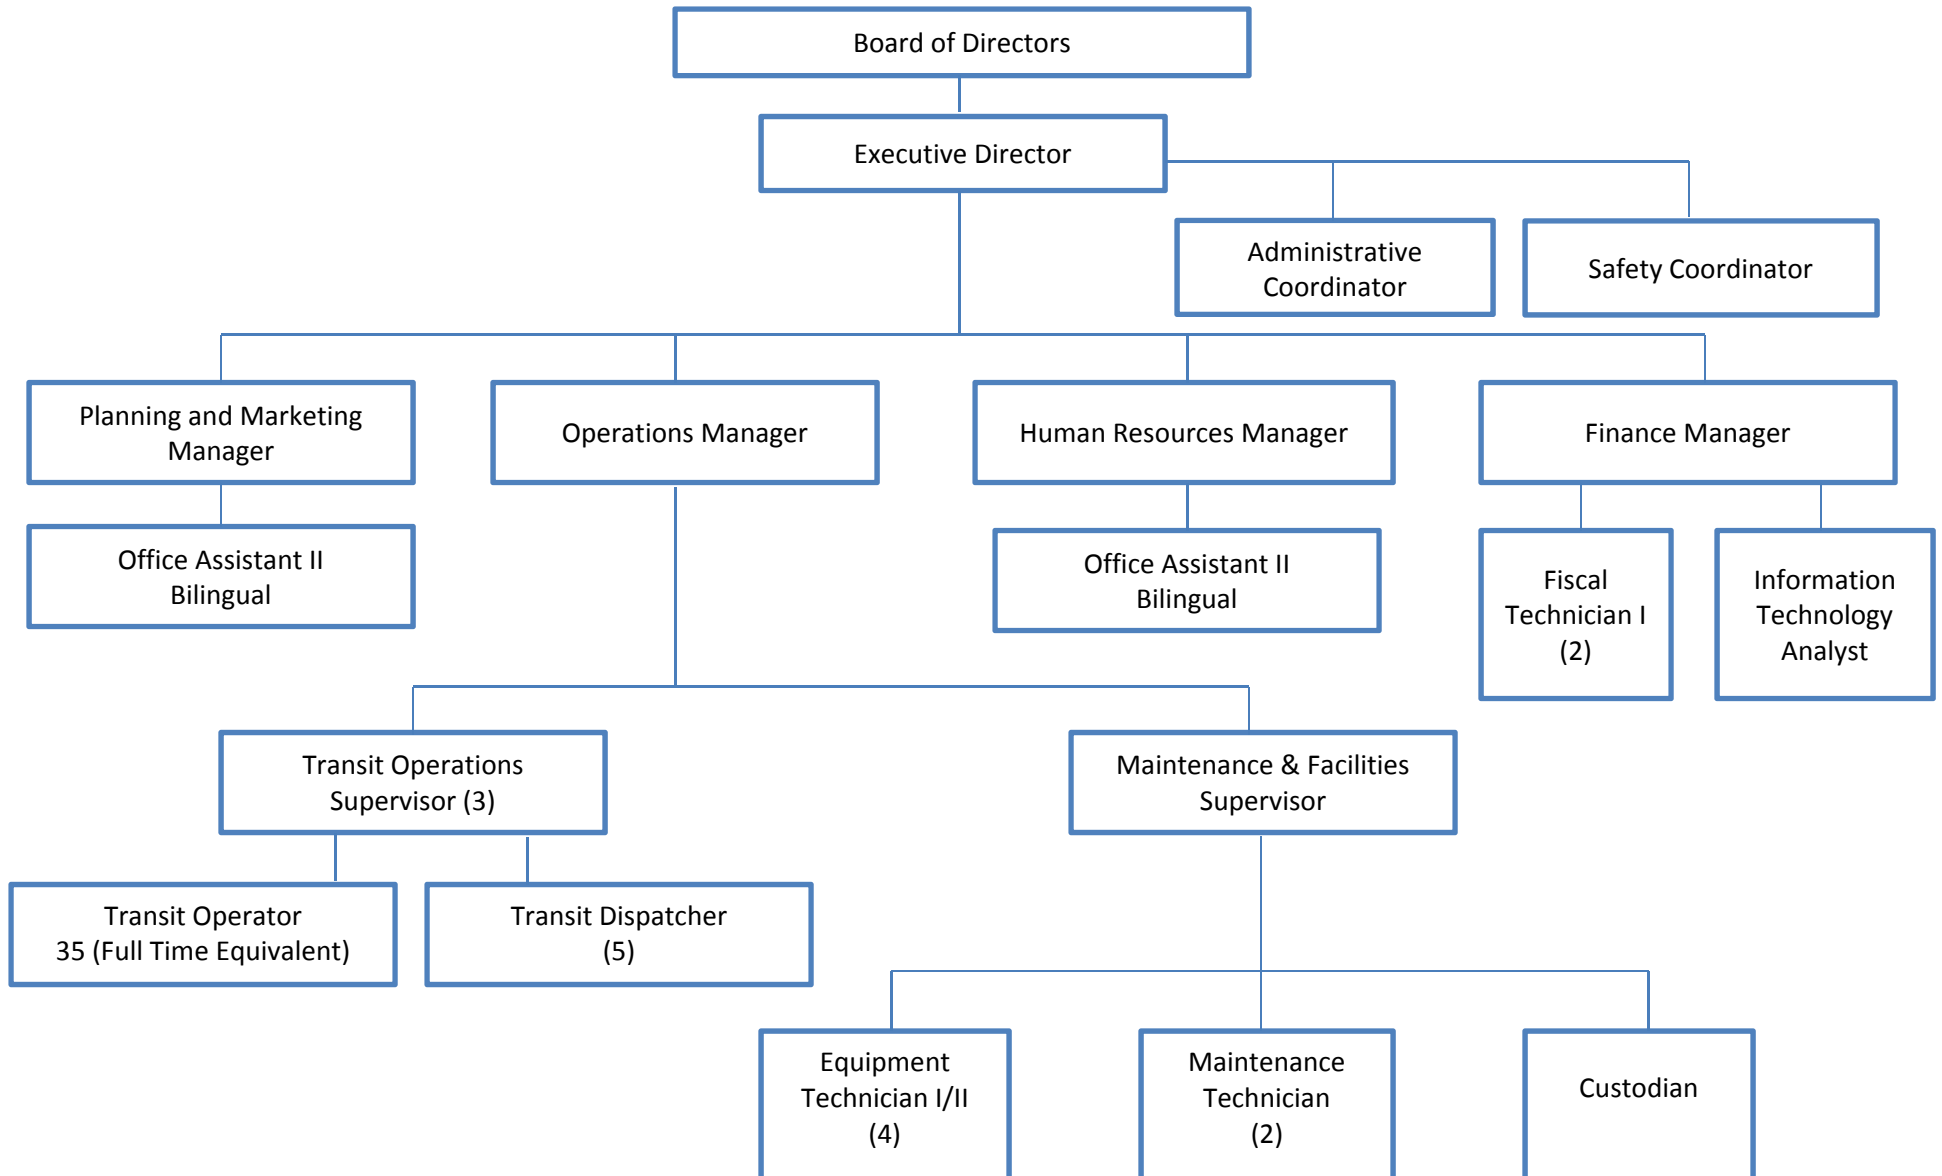 Board of Directors
Executive Director
Administrative
Coordinator
Safety Coordinator
Planning and Marketing
Manager
Operations Manager
Human Resources Manager
Finance Manager
Office Assistant II
Bilingual
Office Assistant II
Bilingual
Fiscal
Technician I
(2)
Information
Technology
Analyst
Transit Operations
Supervisor (3)
Maintenance & Facilities
Supervisor
Transit Operator
35 (Full Time Equivalent)
Transit Dispatcher
(5)
Equipment
Technician I/II
(4)
Maintenance
Technician
(2)
Custodian